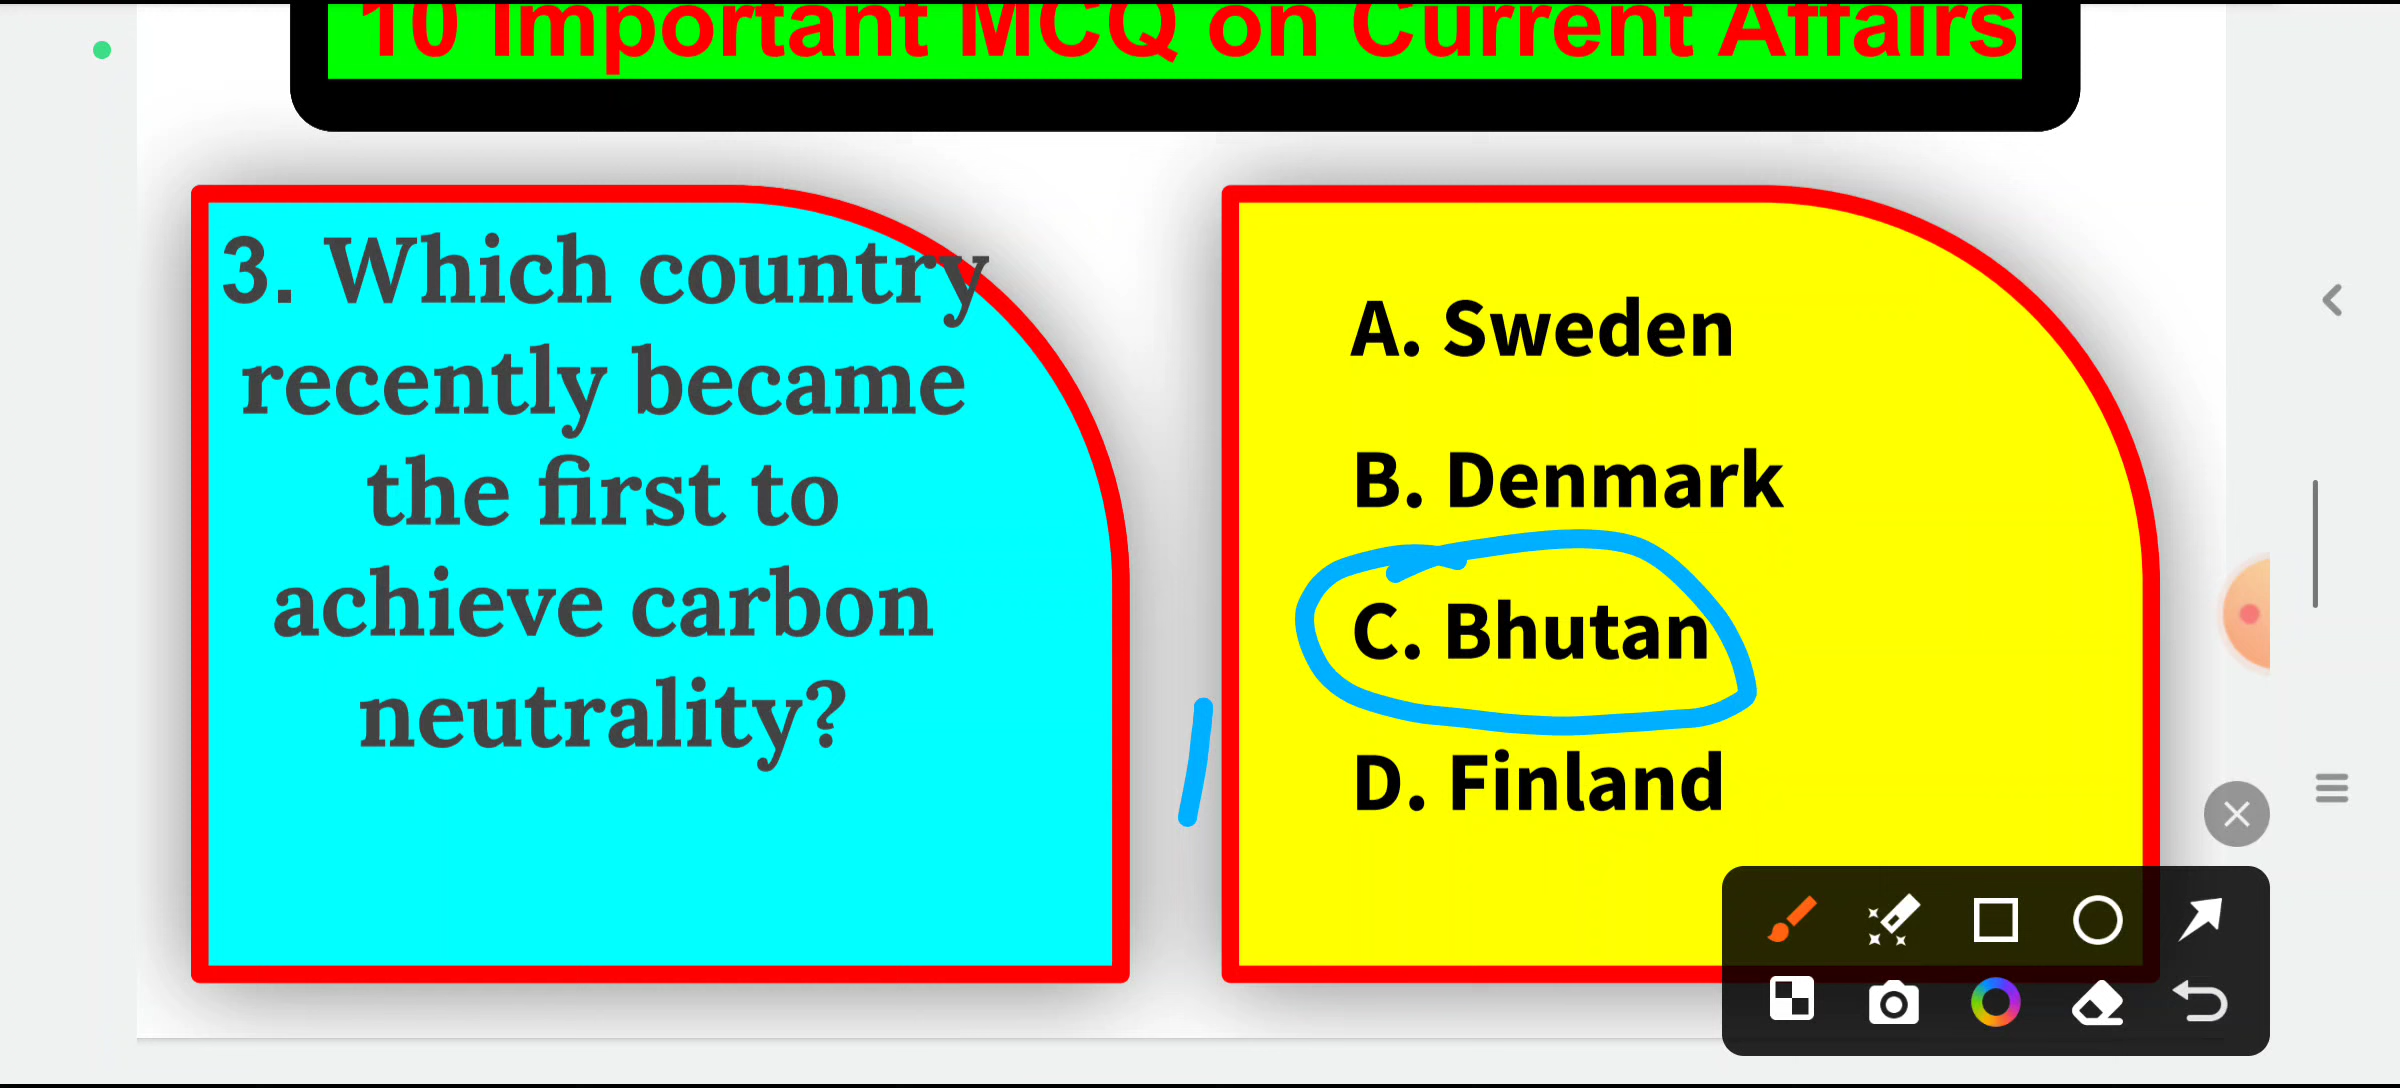 10 Important MCQ on Current Affairs
3. Which country
recently became
the first to
achieve carbon
neutrality?
A. Sweden
B. Denmark
C. Bhutan
D. Finland